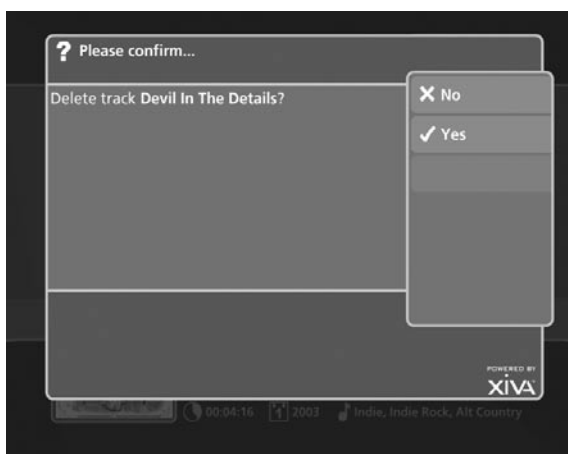 ? Please confirm...
Delete track Devil In The Details?
No
Yes
POWERED BY
XiVA
00:04:16 1 2003 Indie, Indie Rock, Alt Country